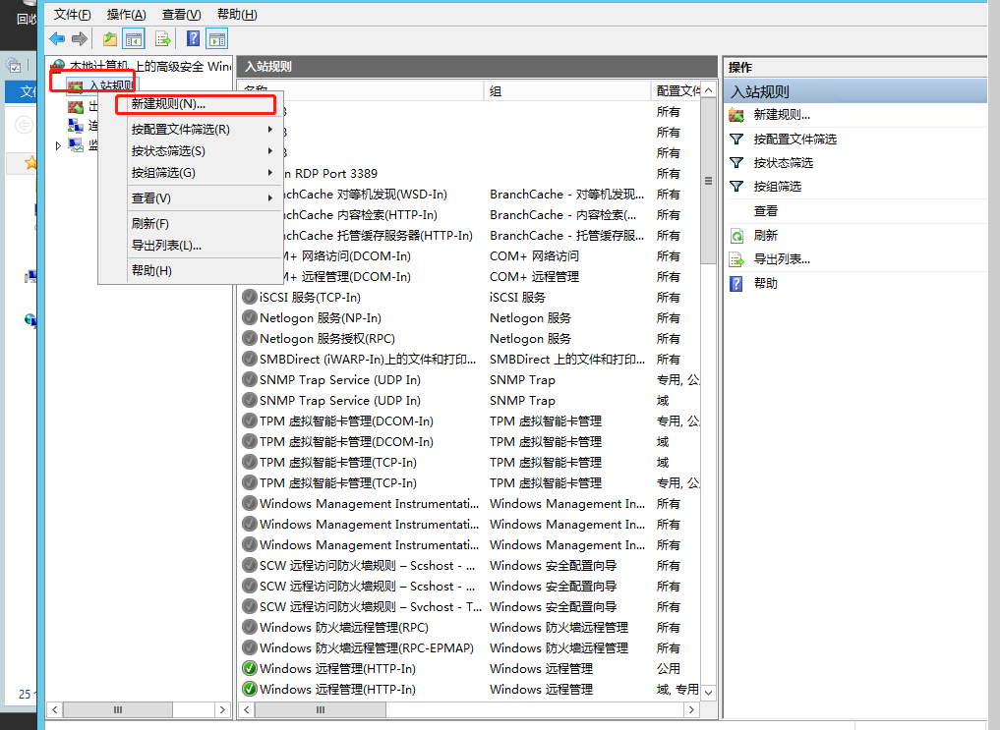 回收
文件(F) 操作(A) 查看(V) 帮助(H)
文
25
本地计算机 上的高级安全 Wind
入站规则
出
连
监
新建规则(N)...
按配置文件筛选(R)
按状态筛选(S)
按组筛选(G)
查看(V)
刷新(F)
导出列表(L)...
帮助(H)
入站规则
名称 组 配置文件
3 所有
3 所有
3 所有
n RDP Port 3389 所有
nchCache 对等机发现(WSD-In) BranchCache - 对等机发现... 所有
nchCache 内容检索(HTTP-In) BranchCache - 内容检索(... 所有
nchCache 托管缓存服务器(HTTP-In) BranchCache - 托管缓存服... 所有
M+ 网络访问(DCOM-In) COM+ 网络访问 所有
M+ 远程管理(DCOM-In) COM+ 远程管理 所有
iSCSI 服务(TCP-In) iSCSI 服务 所有
Netlogon 服务(NP-In) Netlogon 服务 所有
Netlogon 服务授权(RPC) Netlogon 服务 所有
SMBDirect (iWARP-In)上的文件和打印... SMBDirect 上的文件和打印... 所有
SNMP Trap Service (UDP In) SNMP Trap 专用, 公
SNMP Trap Service (UDP In) SNMP Trap 域
TPM 虚拟智能卡管理(DCOM-In) TPM 虚拟智能卡管理 专用, 公
TPM 虚拟智能卡管理(DCOM-In) TPM 虚拟智能卡管理 域
TPM 虚拟智能卡管理(TCP-In) TPM 虚拟智能卡管理 域
TPM 虚拟智能卡管理(TCP-In) TPM 虚拟智能卡管理 专用, 公
Windows Management Instrumentati... Windows Management In... 所有
Windows Management Instrumentati... Windows Management In... 所有
Windows Management Instrumentati... Windows Management In... 所有
SCW 远程访问防火墙规则 – Scshost - ... Windows 安全配置向导 所有
SCW 远程访问防火墙规则 – Scshost - ... Windows 安全配置向导 所有
SCW 远程访问防火墙规则 – Svchost - T... Windows 安全配置向导 所有
Windows 防火墙远程管理(RPC) Windows 防火墙远程管理 所有
Windows 防火墙远程管理(RPC-EPMAP) Windows 防火墙远程管理 所有
Windows 远程管理(HTTP-In) Windows 远程管理 公用
Windows 远程管理(HTTP-In) Windows 远程管理 域, 专用
操作
入站规则
新建规则...
按配置文件筛选
按状态筛选
按组筛选
查看
刷新
导出列表...
帮助